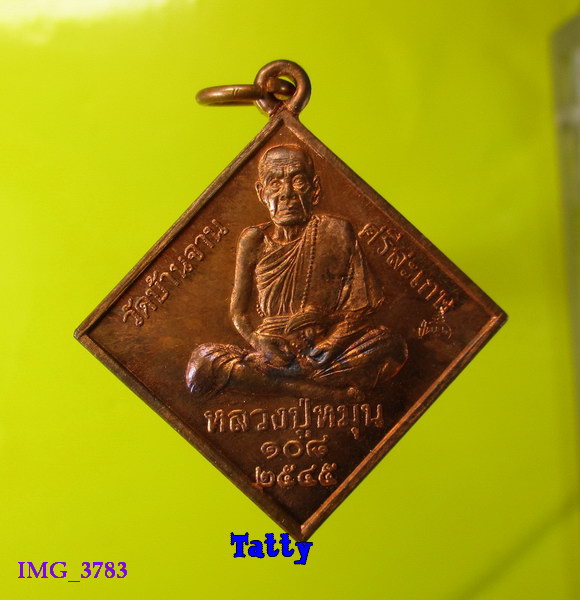 วัดบ้านจาน
ศรีสะเกษ
หลวงปู่หมุน
๑๐๘
๒๕๔๕
Tatty
IMG_3783